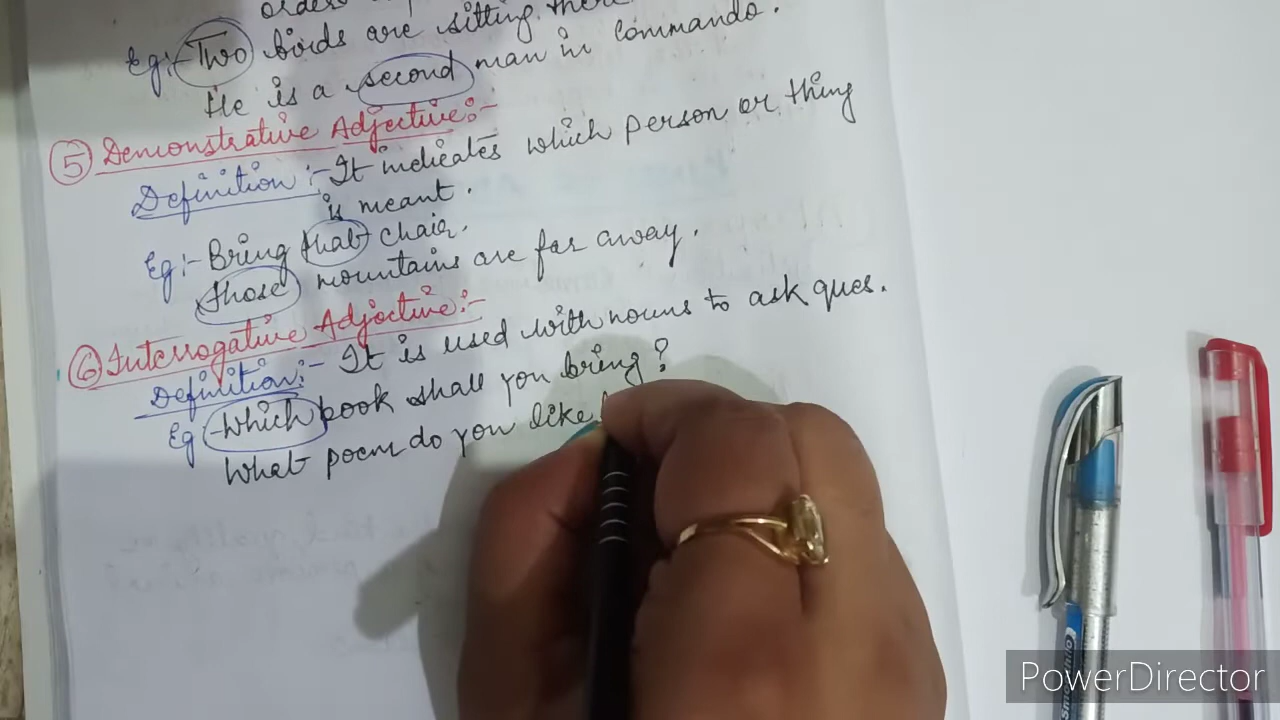 orders
Eg:- Two birds are sitting there
He is a second man in commando.
⑤ Demonstrative Adjective:-
Definition :- It indicates which person or thing
is meant.
Eg:- Bring that chair.
those mountains are far away.
⑥ Interrogative Adjective:-
Definition:- It is used with nouns to ask ques.
Eg:- Which book shall you bring?
What poem do you like
PowerDirector